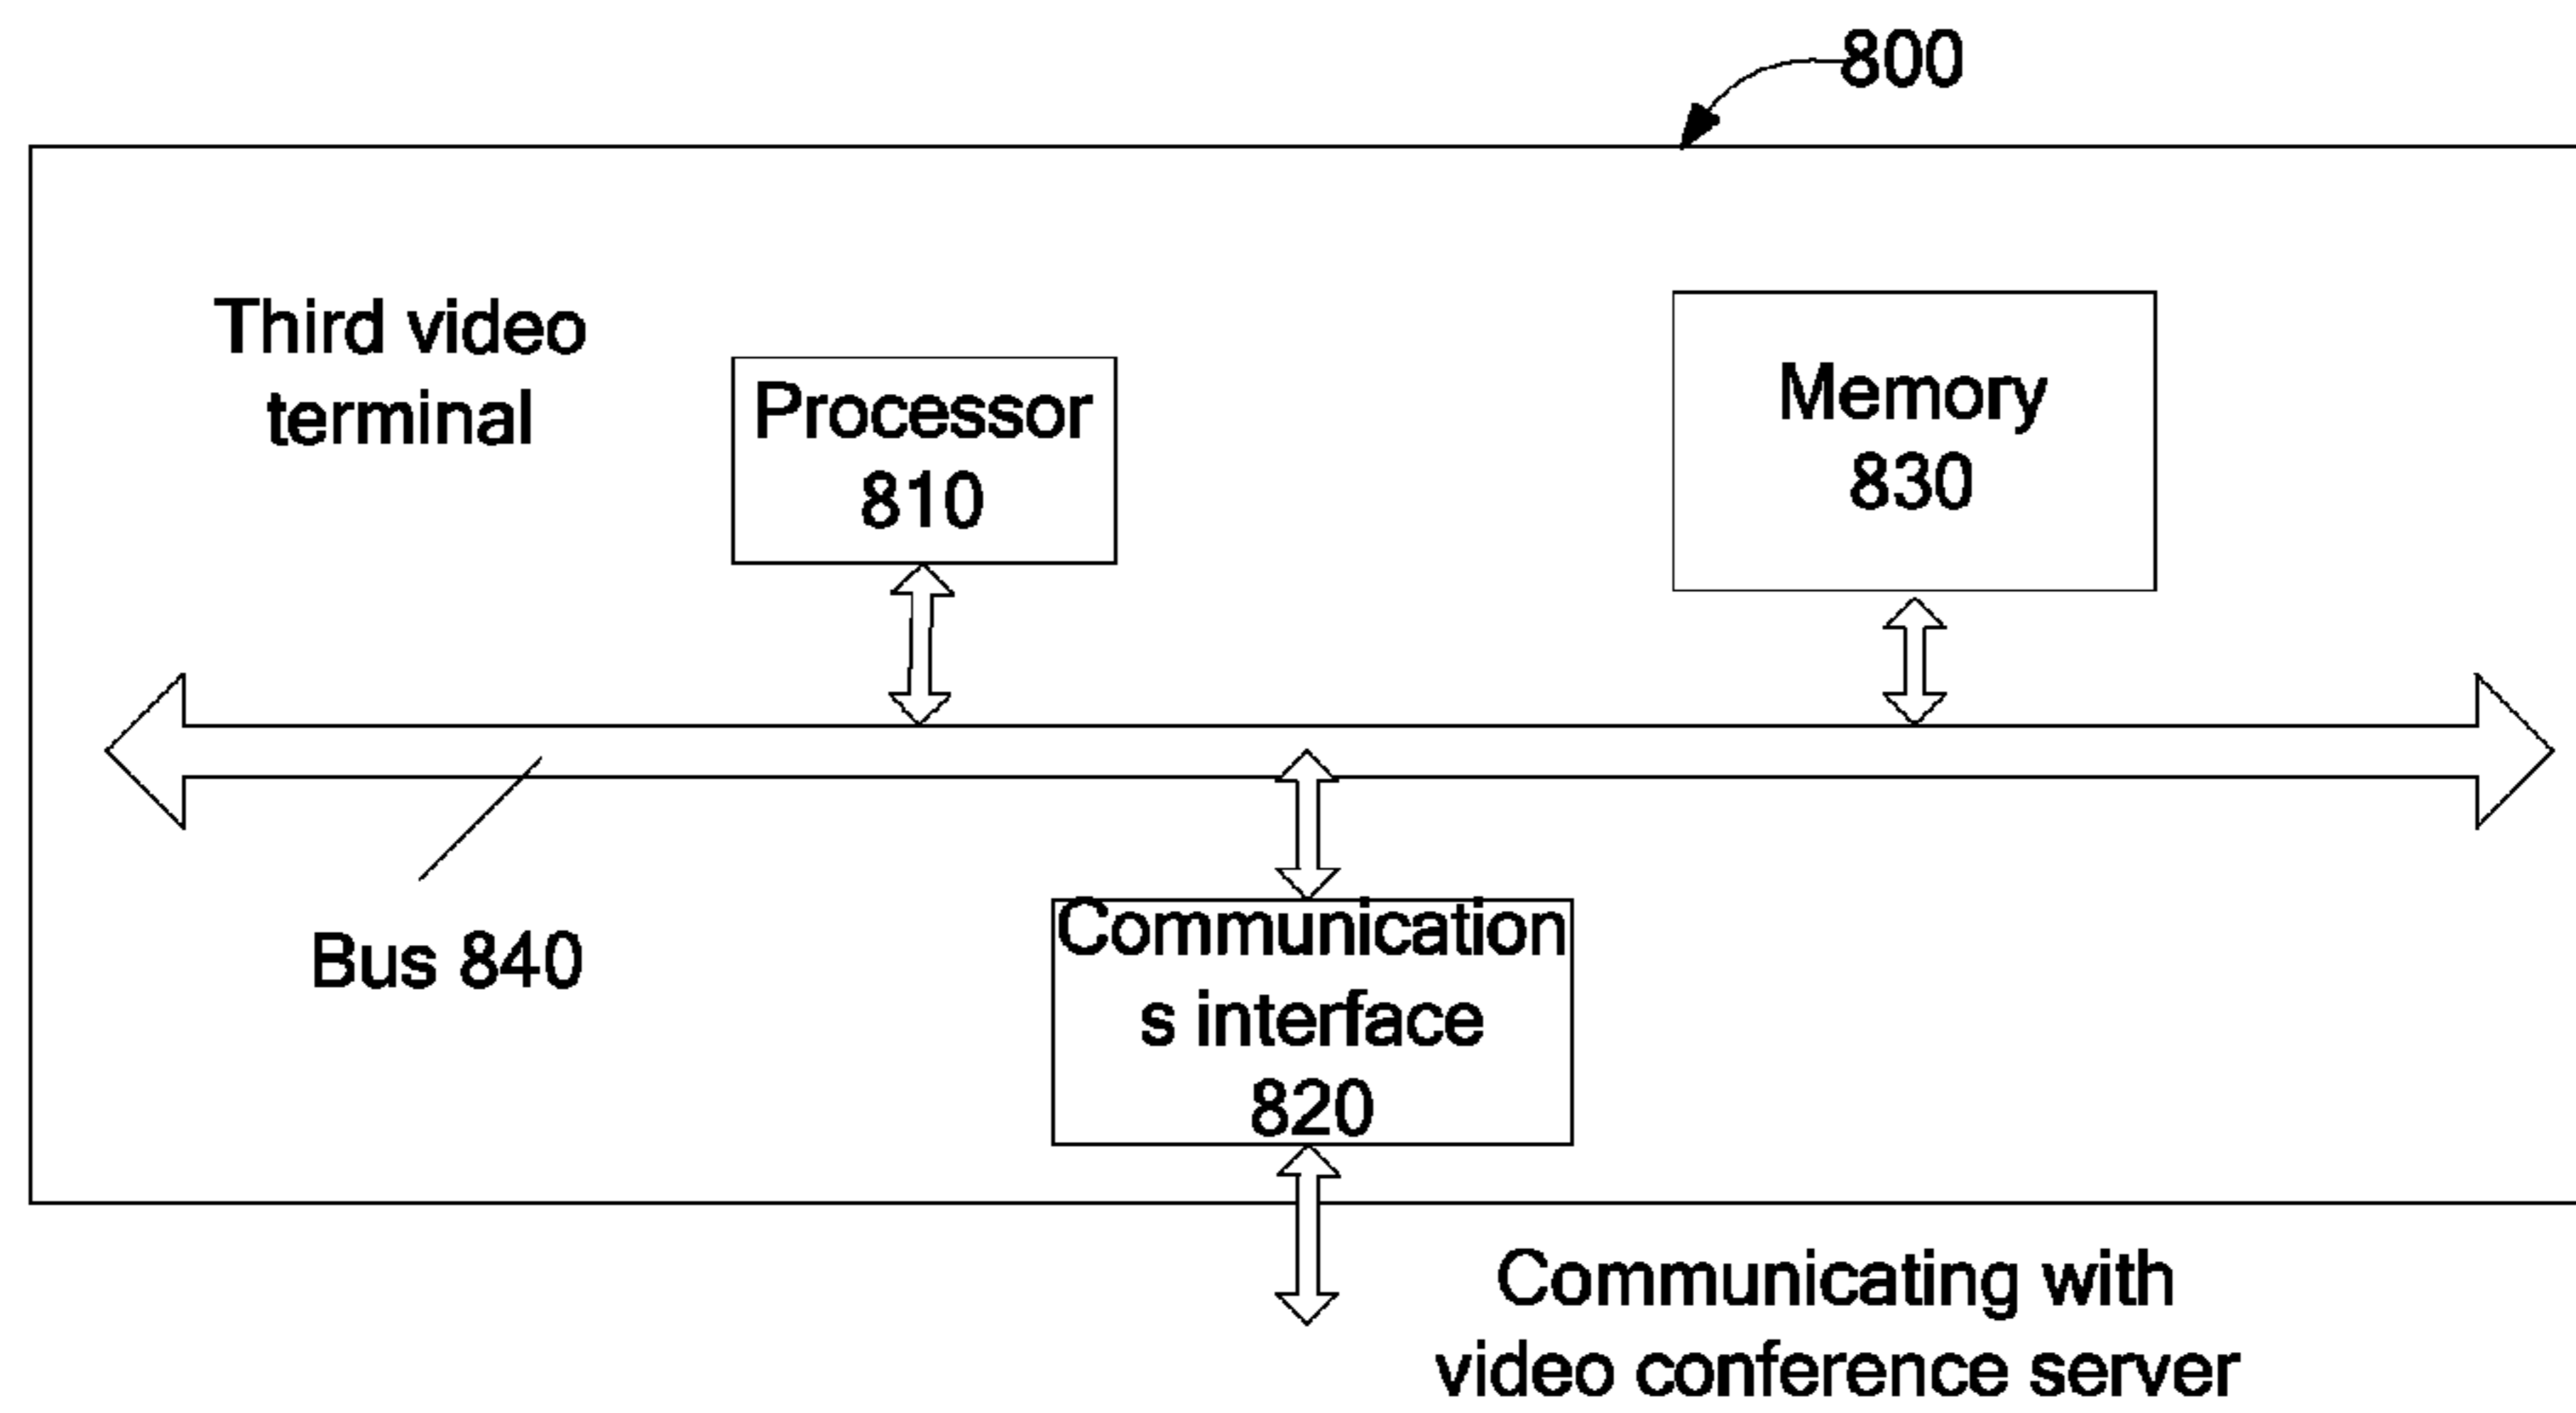 800
Third video
terminal
Processor
810
Memory
830
Bus 840
Communication
s interface
820
Communicating with
video conference server